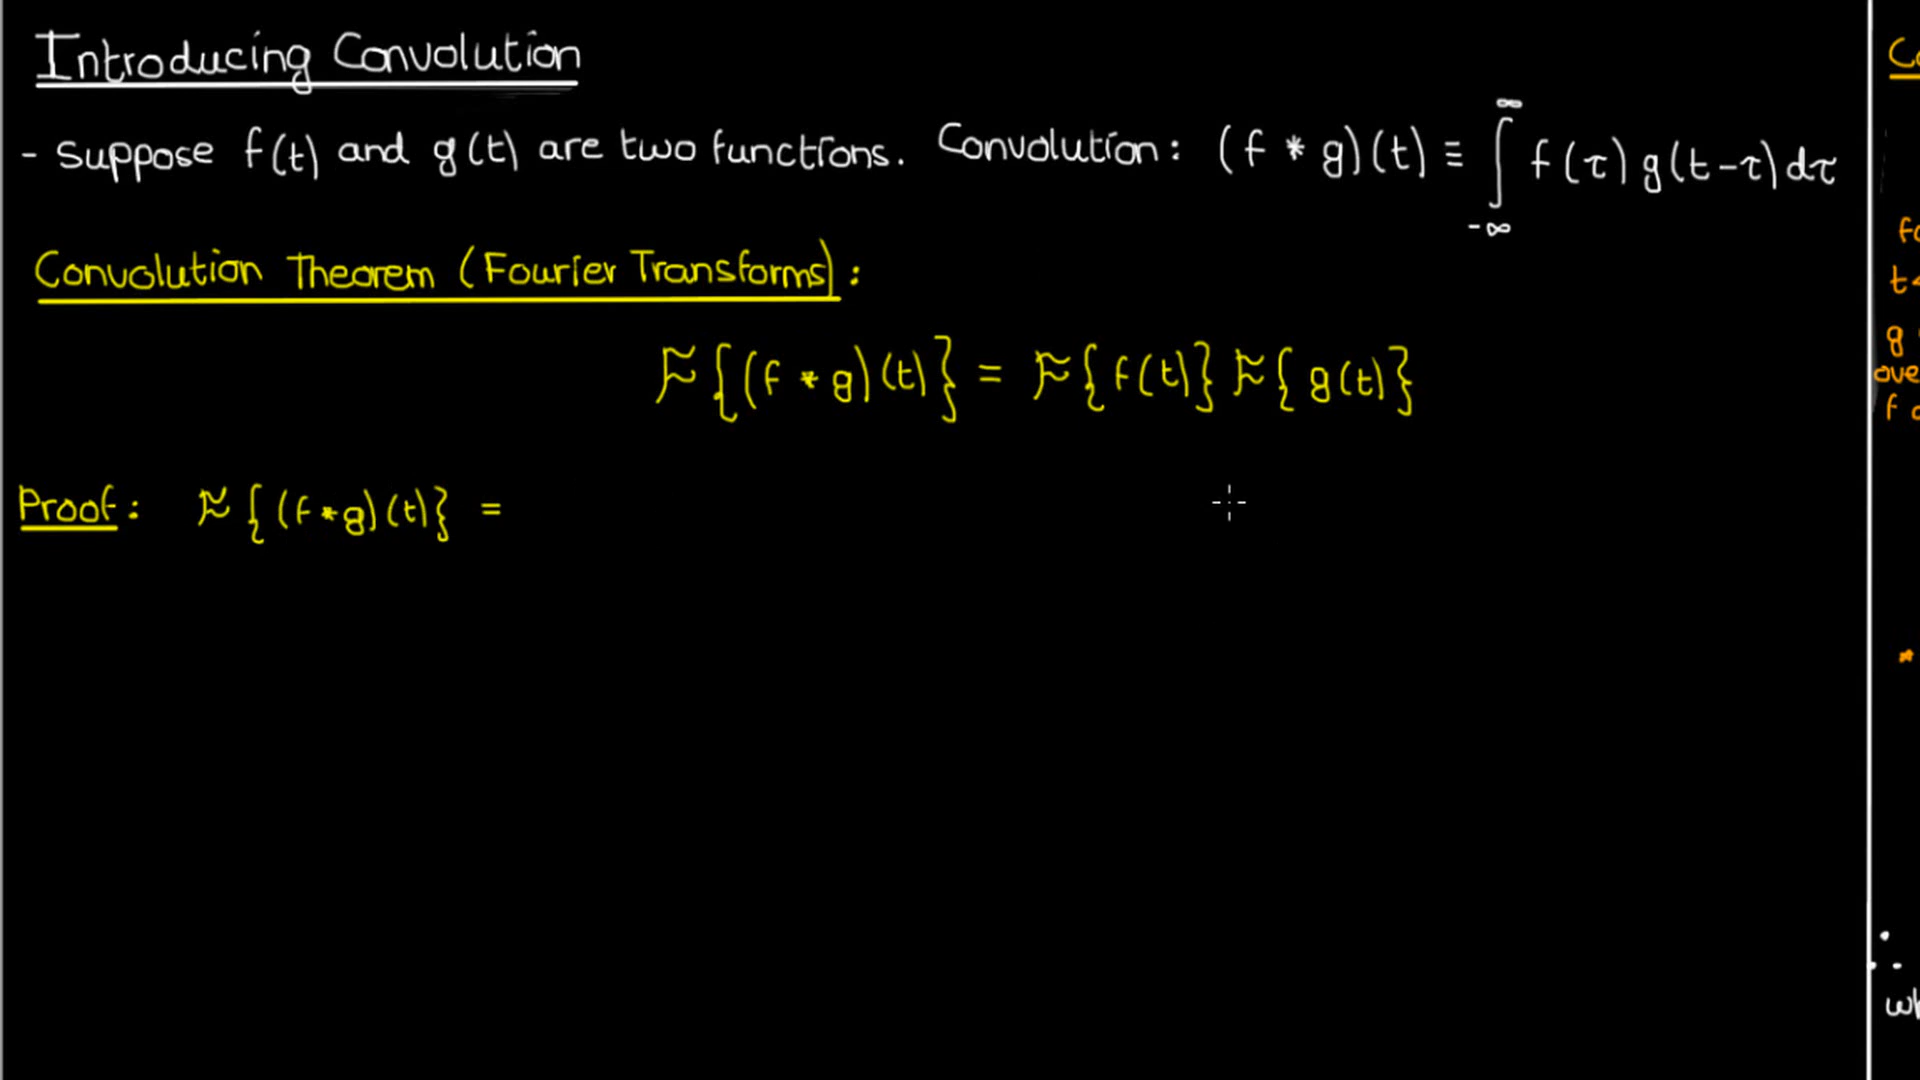 Introducing Convolution
- Suppose f(t) and g(t) are two functions. Convolution: (f * g)(t) ≡ ∫_{-∞}^{∞} f(τ) g(t-τ) dτ
Convolution Theorem (Fourier Transforms):
ℱ{(f * g)(t)} = ℱ{f(t)} ℱ{g(t)}
Proof: ℱ{(f * g)(t)} =
g
*
∴